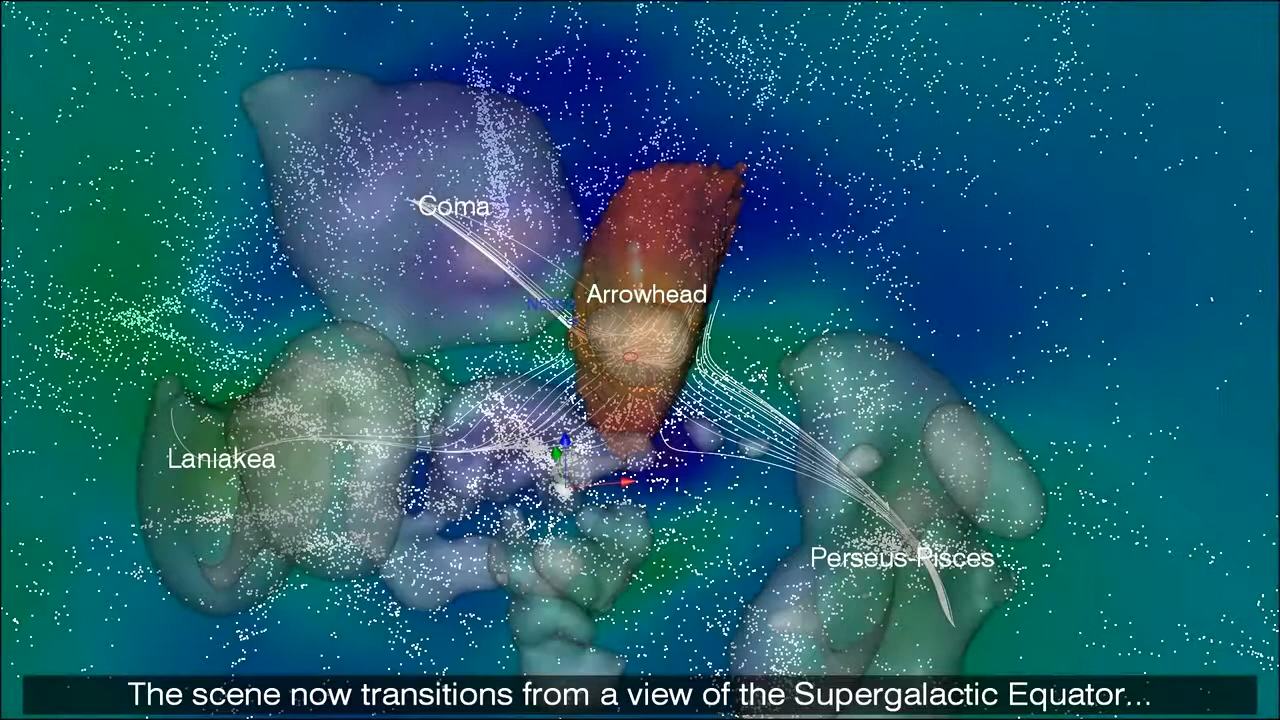 Coma
Arrowhead
Laniakea
Perseus-Pisces
The scene now transitions from a view of the Supergalactic Equator...